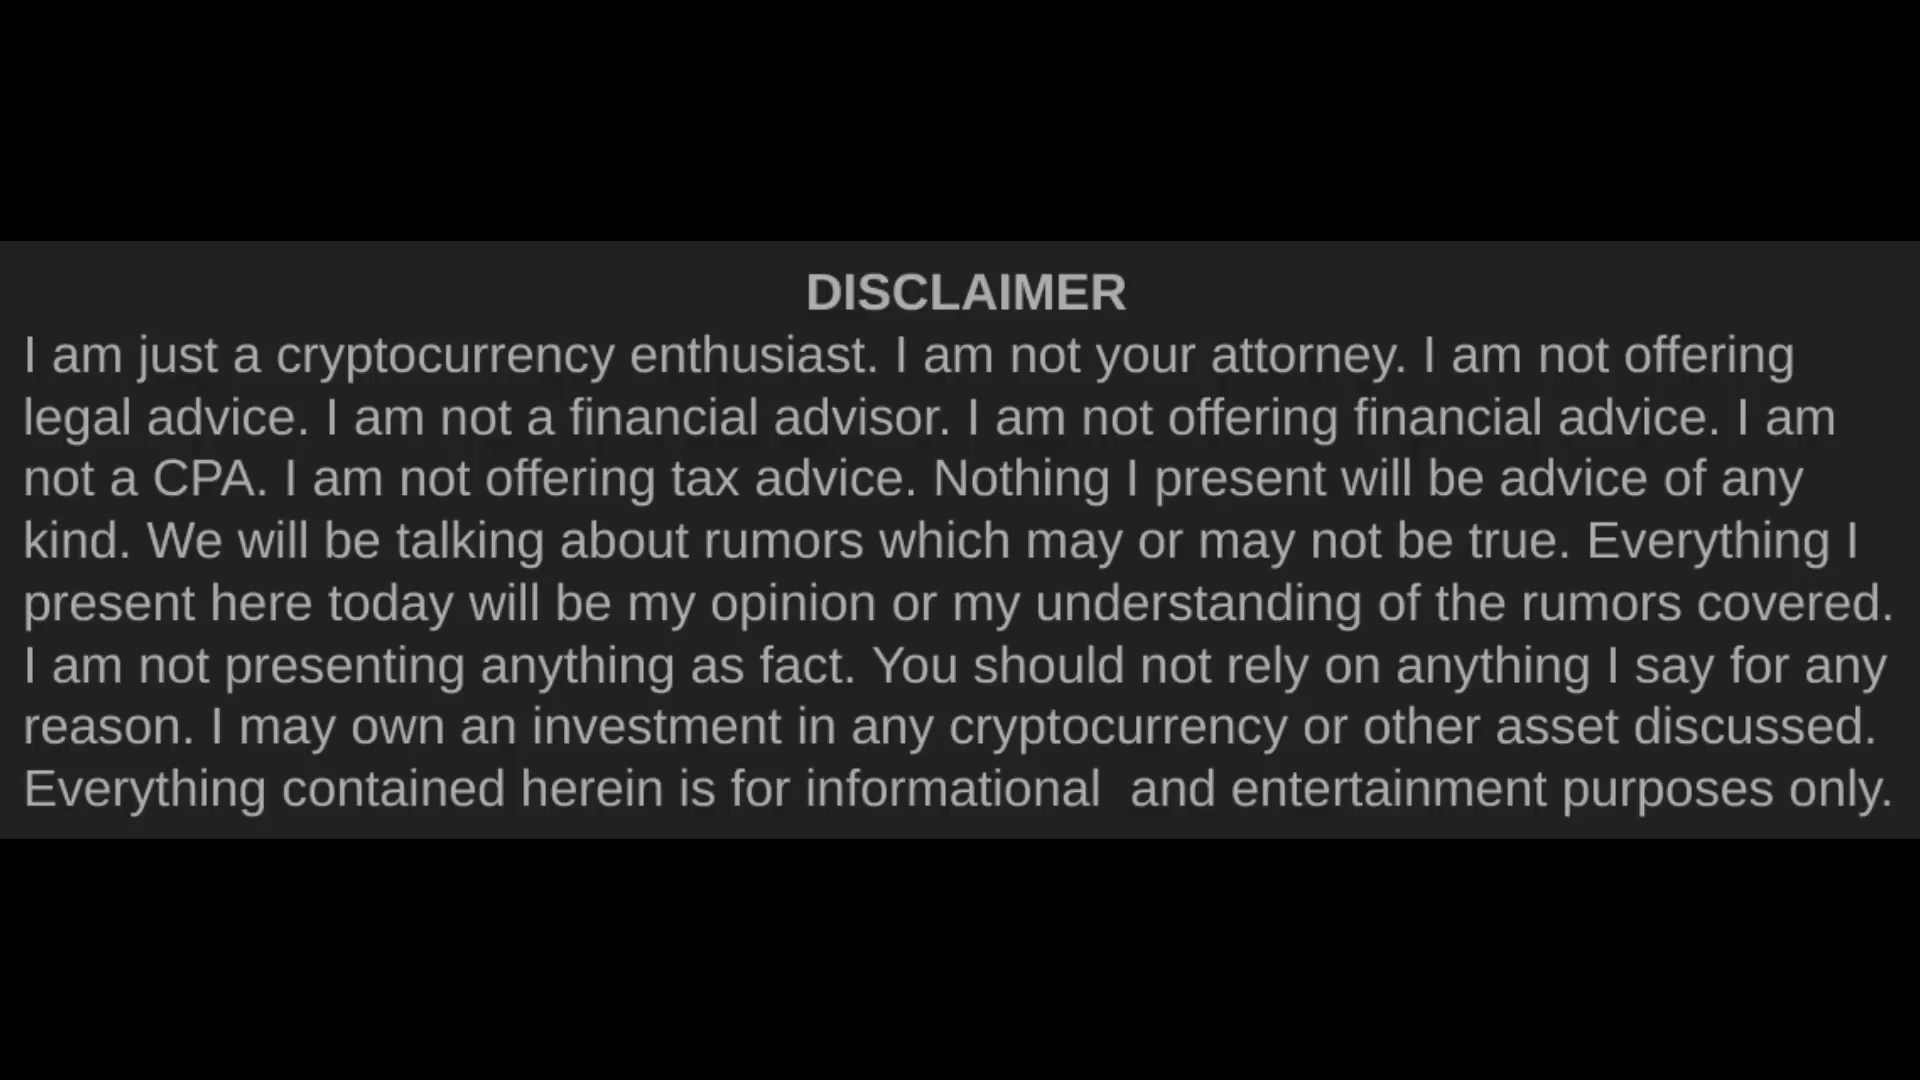 DISCLAIMER
I am just a cryptocurrency enthusiast. I am not your attorney. I am not offering
legal advice. I am not a financial advisor. I am not offering financial advice. I am
not a CPA. I am not offering tax advice. Nothing I present will be advice of any
kind. We will be talking about rumors which may or may not be true. Everything I
present here today will be my opinion or my understanding of the rumors covered.
I am not presenting anything as fact. You should not rely on anything I say for any
reason. I may own an investment in any cryptocurrency or other asset discussed.
Everything contained herein is for informational  and entertainment purposes only.